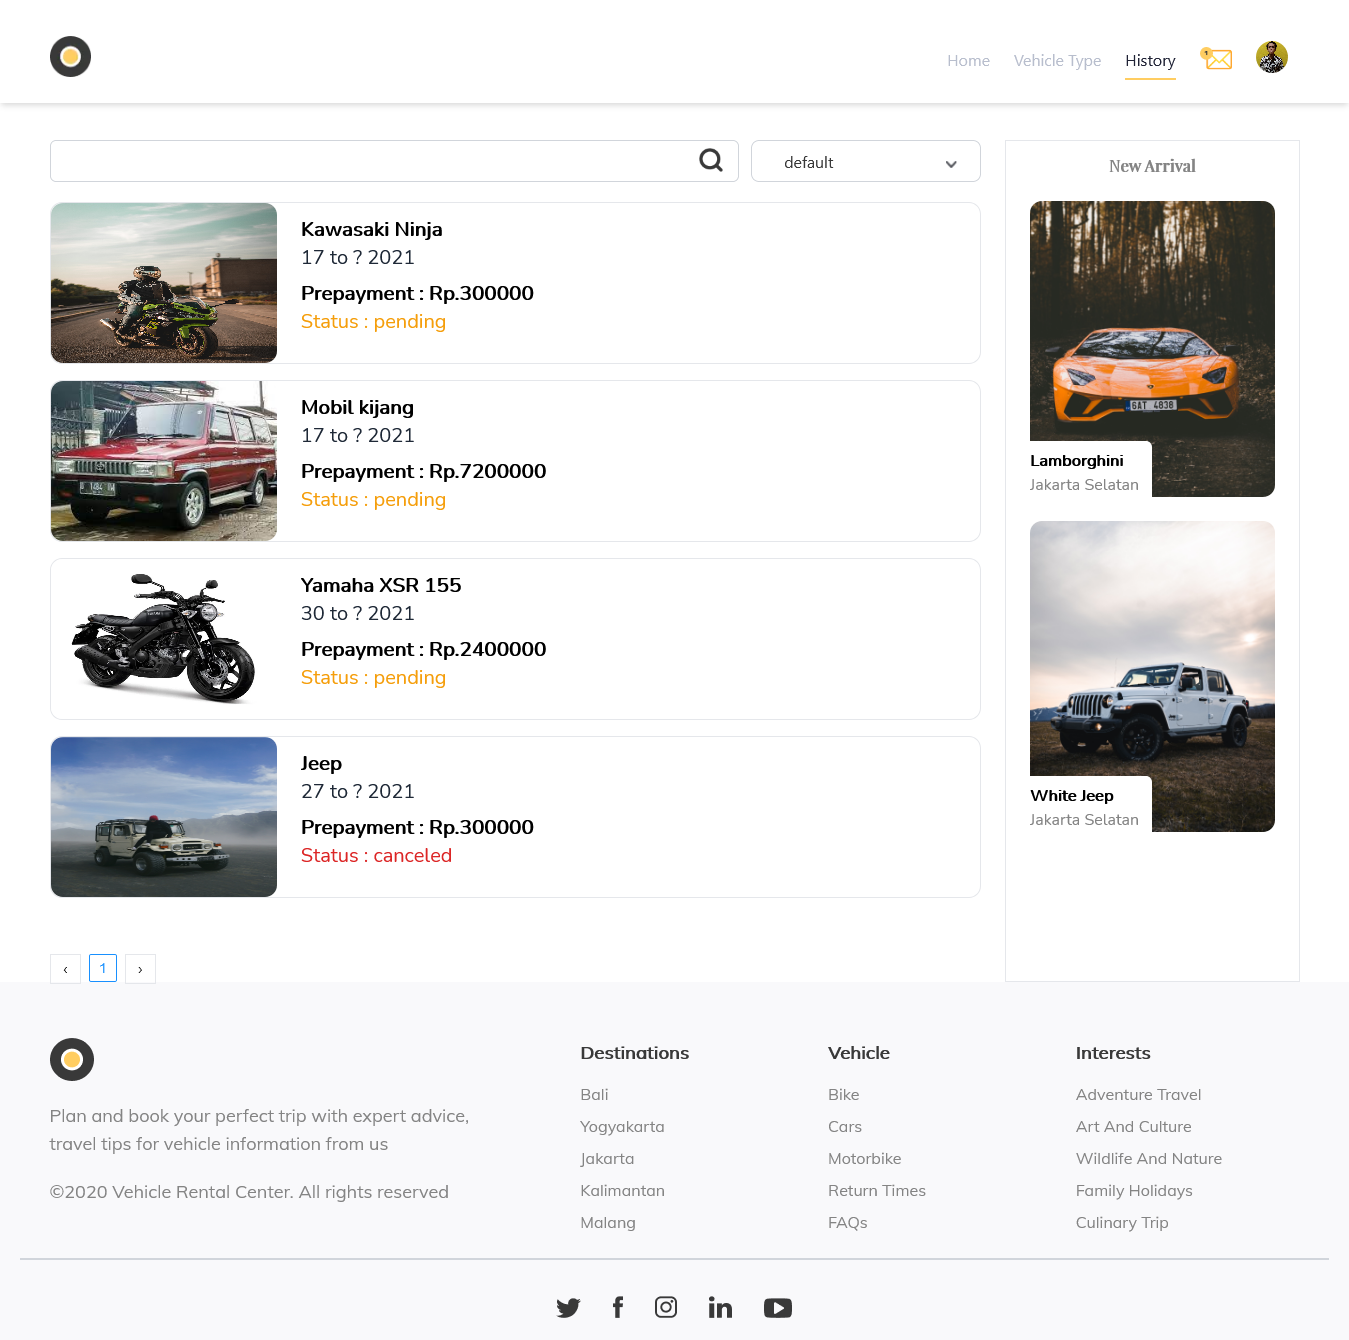 Home
Vehicle Type
History
1
default
New Arrival
Kawasaki Ninja
17 to ? 2021
Prepayment : Rp.300000
Status : pending
Mobil kijang
17 to ? 2021
Prepayment : Rp.7200000
Status : pending
Yamaha XSR 155
30 to ? 2021
Prepayment : Rp.2400000
Status : pending
Jeep
27 to ? 2021
Prepayment : Rp.300000
Status : canceled
6AT 4838
Lamborghini
Jakarta Selatan
White Jeep
Jakarta Selatan
‹ 1 ›
Plan and book your perfect trip with expert advice,
travel tips for vehicle information from us
©2020 Vehicle Rental Center. All rights reserved
Destinations
Bali
Yogyakarta
Jakarta
Kalimantan
Malang
Vehicle
Bike
Cars
Motorbike
Return Times
FAQs
Interests
Adventure Travel
Art And Culture
Wildlife And Nature
Family Holidays
Culinary Trip